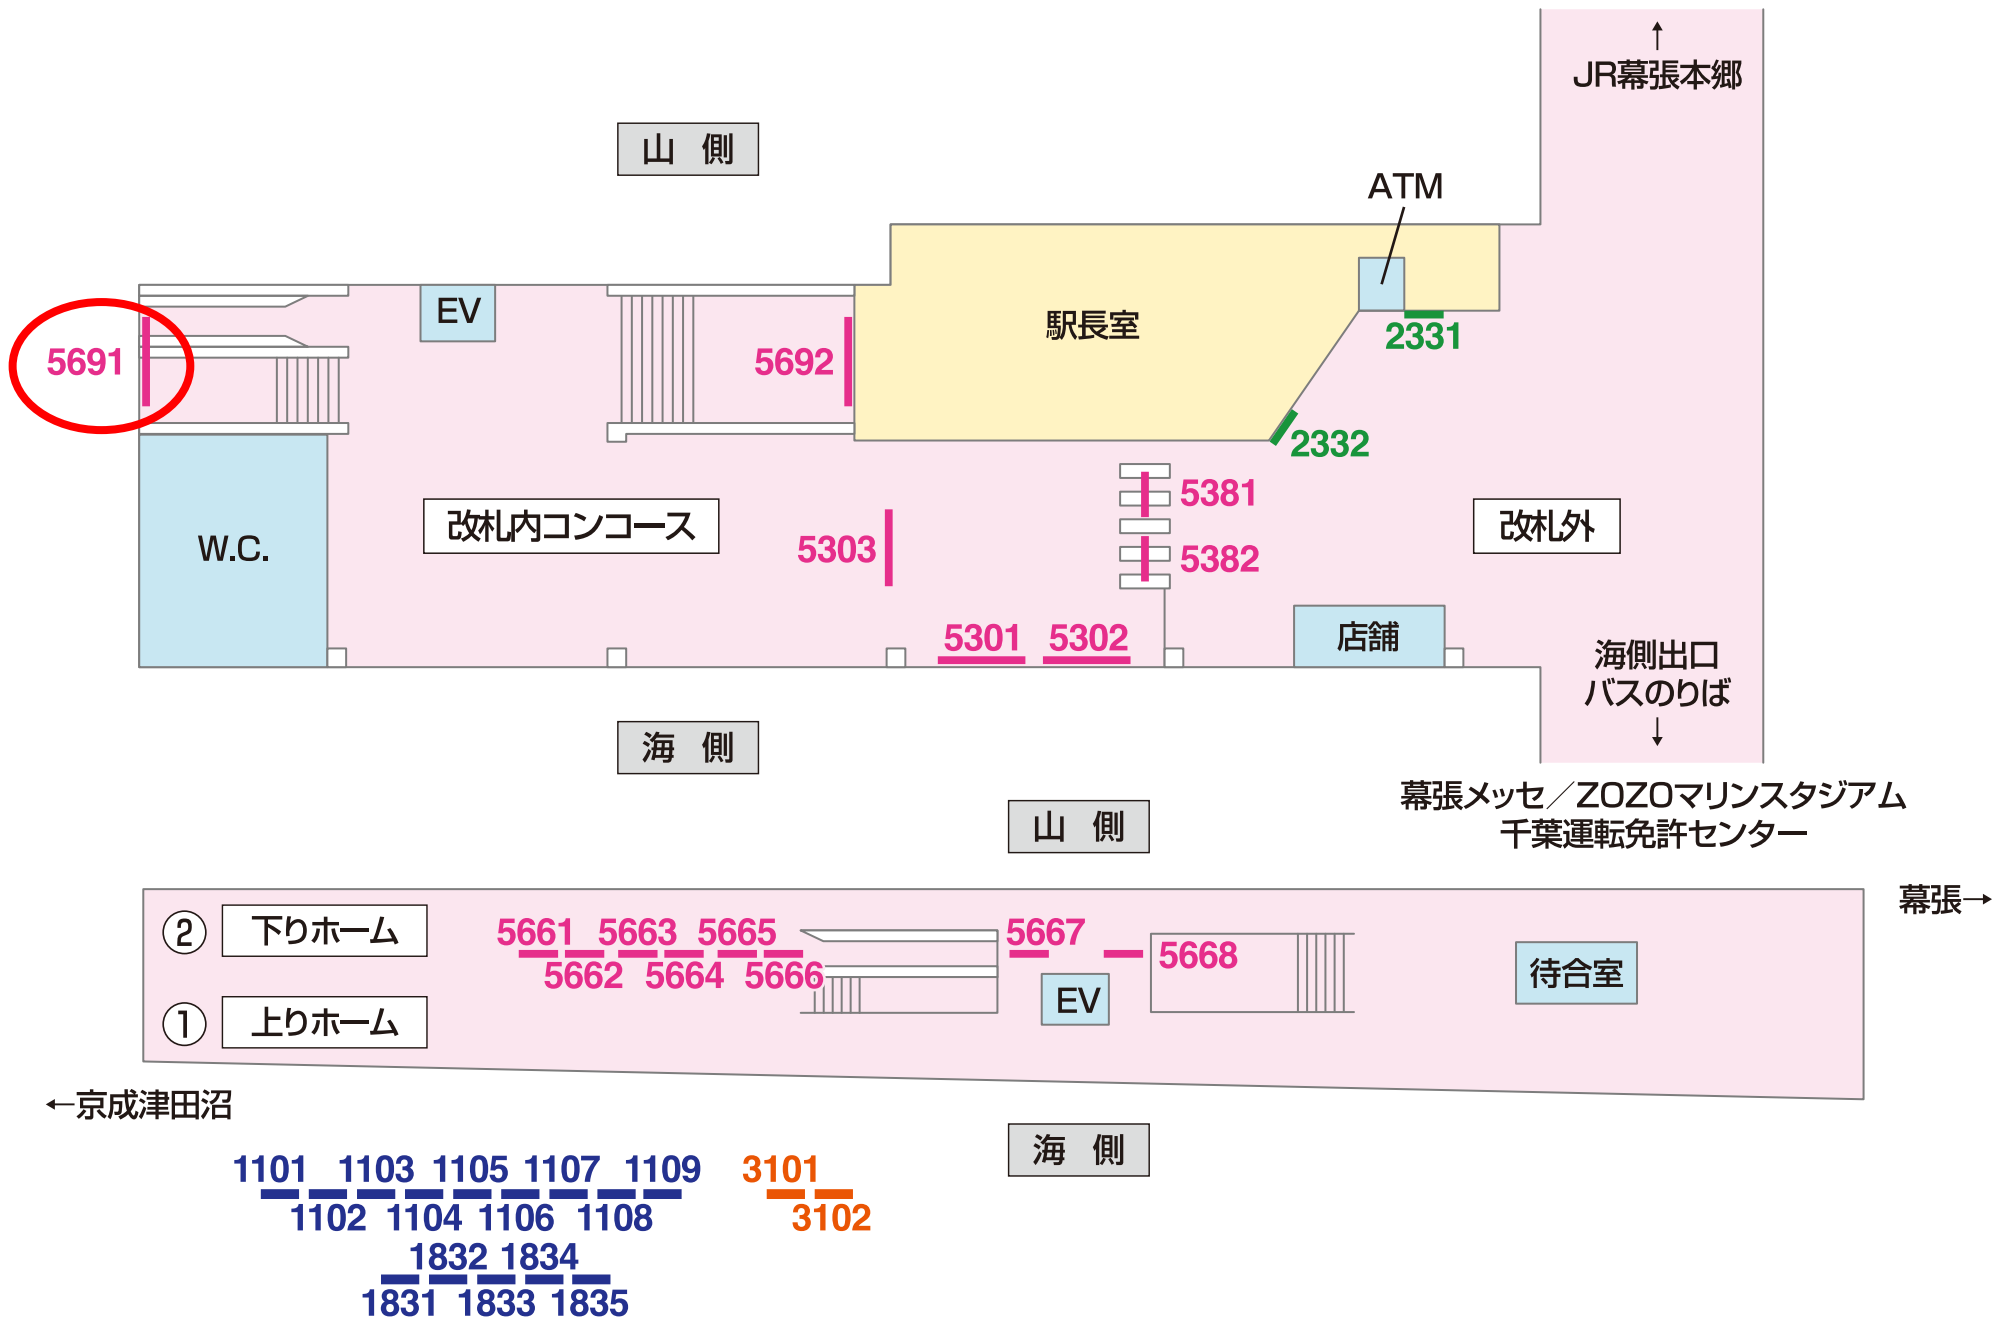 ↑
JR幕張本郷
山 側
ATM
EV
駅長室
2331
5691
5692
2332
5381
改札内コンコース
改札外
W.C.
5303
5382
5301
5302
店舗
海側出口
バスのりば
↓
海 側
幕張メッセ／ZOZOマリンスタジアム
千葉運転免許センター
山 側
幕張→
② 下りホーム
5661 5663 5665
5662 5664 5666
5667
5668
EV
待合室
① 上りホーム
←京成津田沼
海 側
1101 1103 1105 1107 1109
1102 1104 1106 1108
3101
3102
1832 1834
1831 1833 1835